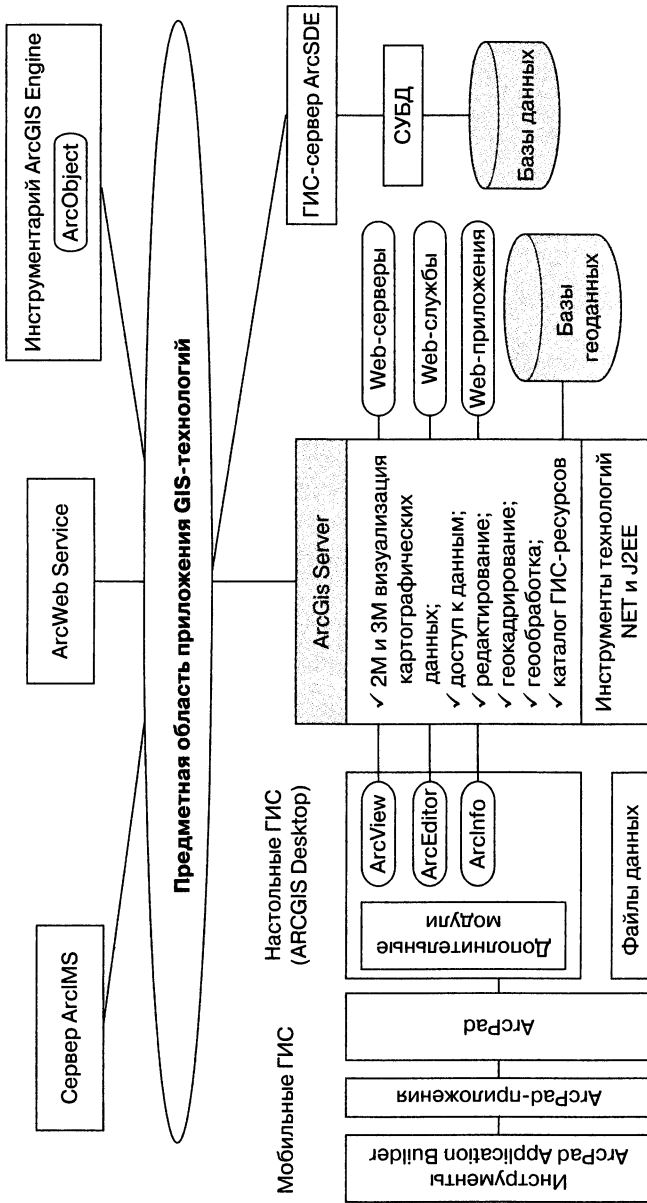 Сервер ArcIMS
ArcWeb Service
Инструментарий ArcGIS Engine
ArcObject
Предметная область приложения GIS-технологий
Мобильные ГИС
Инструменты
ArcPad Application Builder
ArcPad-приложения
ArcPad
Настольные ГИС
(ARCGIS Desktop)
Дополнительные
модули
ArcView
ArcEditor
ArcInfo
Файлы данных
ArcGis Server
✓ 2М и 3М визуализация
картографических
данных;
✓ доступ к данным;
✓ редактирование;
✓ геокадрирование;
✓ геообработка;
✓ каталог ГИС-ресурсов
Инструменты технологий
NET и J2EE
Web-серверы
Web-службы
Web-приложения
Базы
геоданных
ГИС-сервер ArcSDE
СУБД
Базы данных